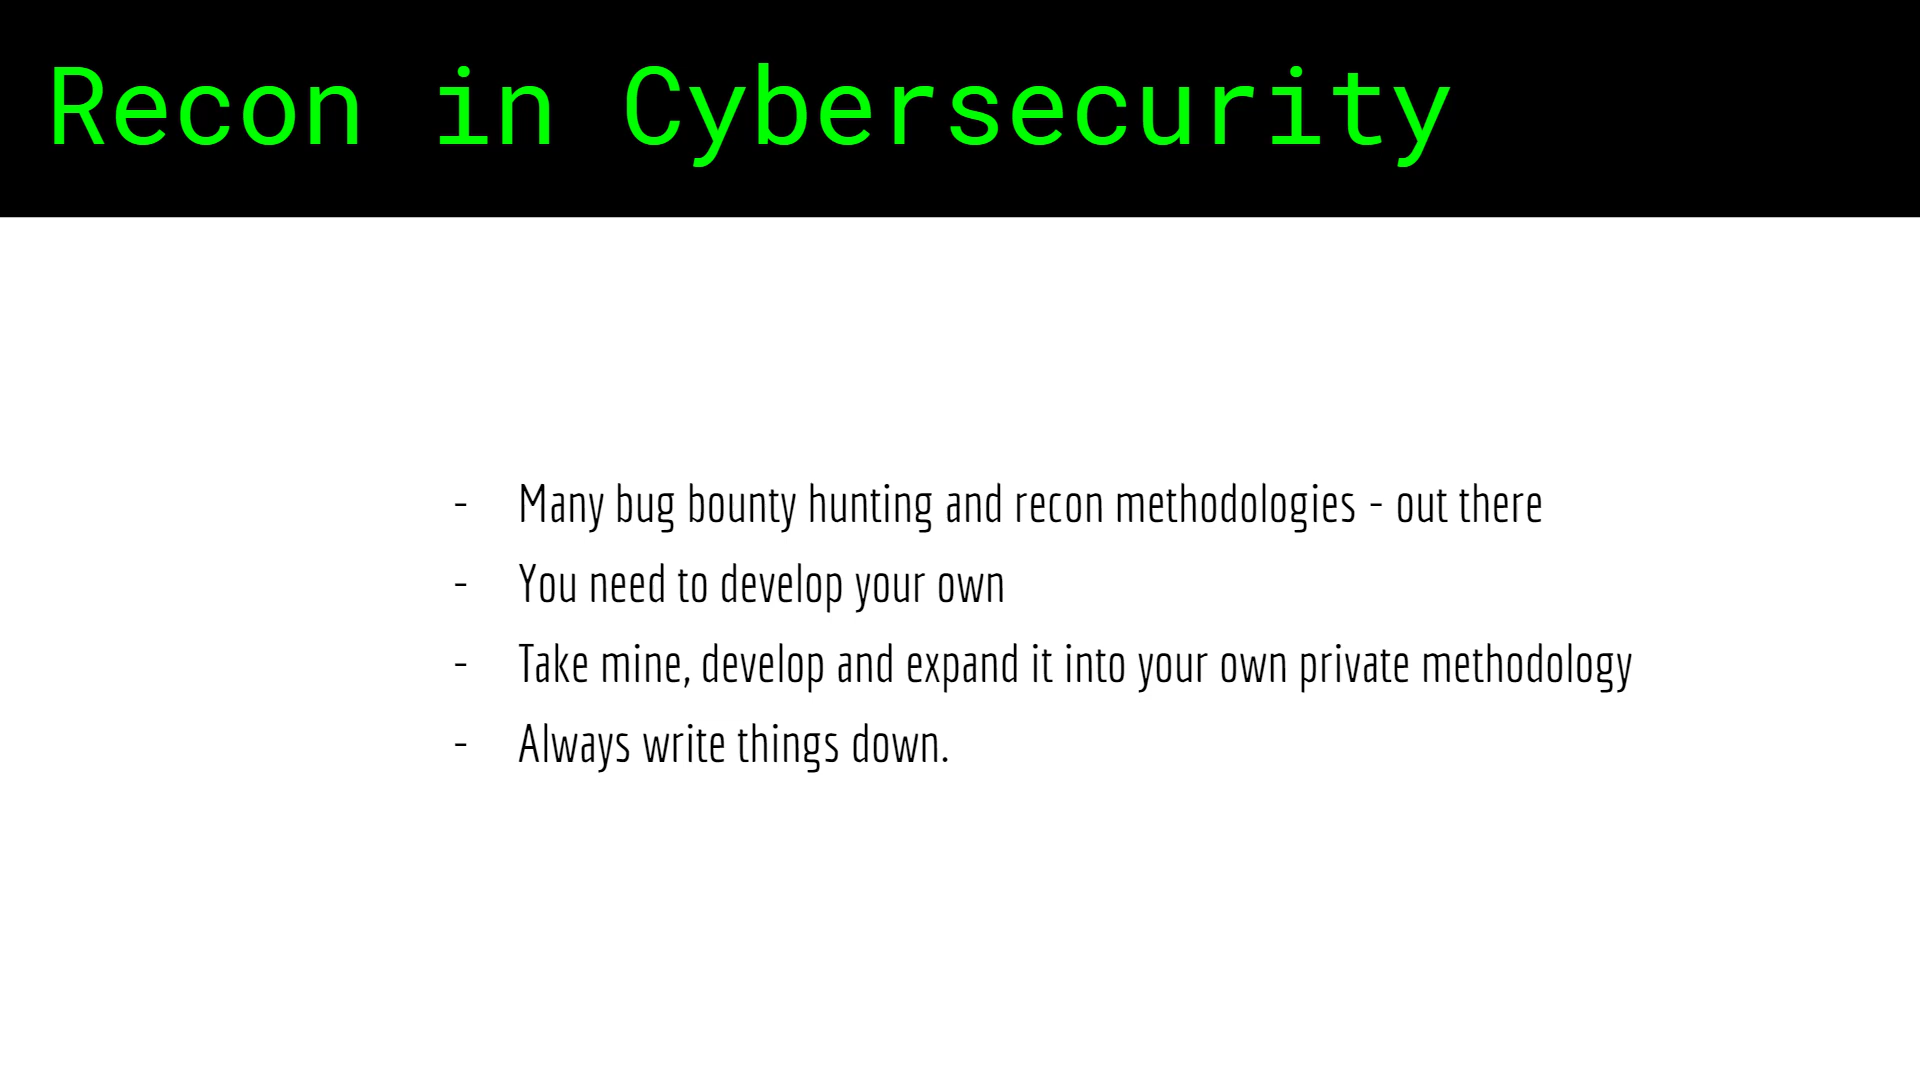 Recon in Cybersecurity
- Many bug bounty hunting and recon methodologies - out there
- You need to develop your own
- Take mine, develop and expand it into your own private methodology
- Always write things down.